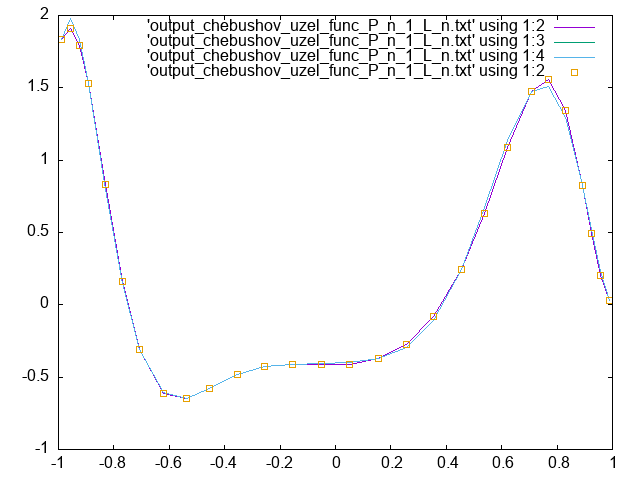 'output_chebushov_uzel_func_P_n_1_L_n.txt' using 1:2
'output_chebushov_uzel_func_P_n_1_L_n.txt' using 1:3
'output_chebushov_uzel_func_P_n_1_L_n.txt' using 1:4
'output_chebushov_uzel_func_P_n_1_L_n.txt' using 1:2
2
1.5
1
0.5
0
-0.5
-1
-1 -0.8 -0.6 -0.4 -0.2 0 0.2 0.4 0.6 0.8 1